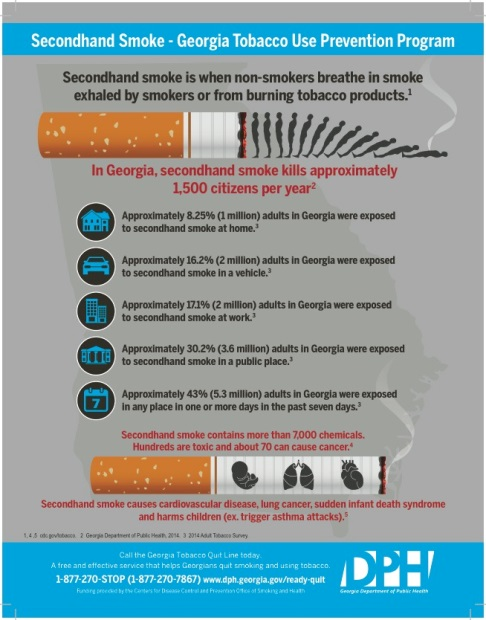 Secondhand Smoke - Georgia Tobacco Use Prevention Program
Secondhand smoke is when non-smokers breathe in smoke
exhaled by smokers or from burning tobacco products.1
In Georgia, secondhand smoke kills approximately
1,500 citizens per year2
Approximately 8.25% (1 million) adults in Georgia were exposed
to secondhand smoke at home.3
Approximately 16.2% (2 million) adults in Georgia were exposed
to secondhand smoke in a vehicle.3
Approximately 17.1% (2 million) adults in Georgia were exposed
to secondhand smoke at work.3
Approximately 30.2% (3.6 million) adults in Georgia were exposed
to secondhand smoke in a public place.3
7
Approximately 43% (5.3 million) adults in Georgia were exposed
in any place in one or more days in the past seven days.3
Secondhand smoke contains more than 7,000 chemicals.
Hundreds are toxic and about 70 can cause cancer.4
Secondhand smoke causes cardiovascular disease, lung cancer, sudden infant death syndrome
and harms children (ex. trigger asthma attacks).5
1, 4 ,5 cdc.gov/tobacco. 2 Georgia Department of Public Health, 2014. 3 2014 Adult Tobacco Survey.
Call the Georgia Tobacco Quit Line today.
A free and effective service that helps Georgians quit smoking and using tobacco.
1-877-270-STOP (1-877-270-7867) www.dph.georgia.gov/ready-quit
Funding provided by the Centers for Disease Control and Prevention Office of Smoking and Health.
DPH
Georgia Department of Public Health